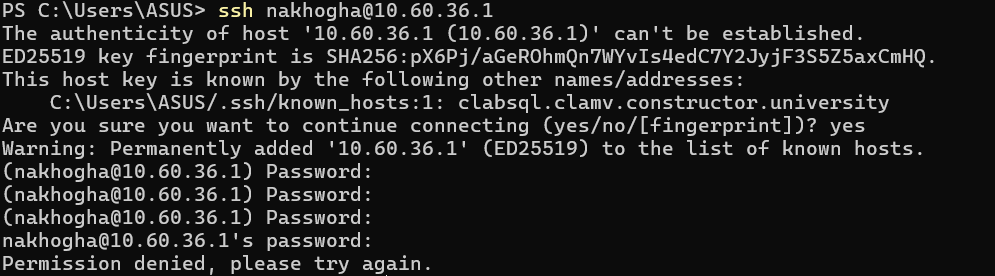 PS C:\Users\ASUS> ssh nakhogha@10.60.36.1
The authenticity of host '10.60.36.1 (10.60.36.1)' can't be established.
ED25519 key fingerprint is SHA256:pX6Pj/aGeROhmQn7WYvIs4edC7Y2JyjF3S5Z5axCmHQ.
This host key is known by the following other names/addresses:
    C:\Users\ASUS/.ssh/known_hosts:1: clabsql.clamv.constructor.university
Are you sure you want to continue connecting (yes/no/[fingerprint])? yes
Warning: Permanently added '10.60.36.1' (ED25519) to the list of known hosts.
(nakhogha@10.60.36.1) Password:
(nakhogha@10.60.36.1) Password:
(nakhogha@10.60.36.1) Password:
nakhogha@10.60.36.1's password:
Permission denied, please try again.